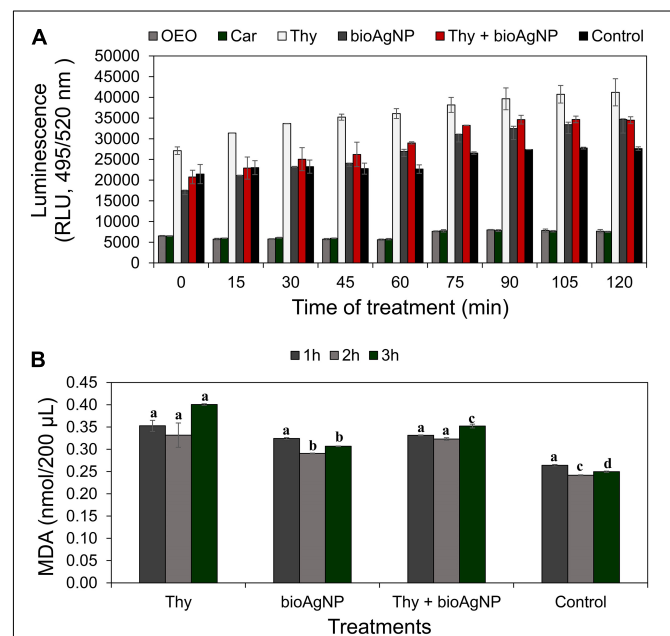 A
OEO Car Thy bioAgNP Thy + bioAgNP Control
Luminescence
(RLU, 495/520 nm )
50000
45000
40000
35000
30000
25000
20000
15000
10000
5000
0
0 15 30 45 60 75 90 105 120
Time of treatment (min)
B
1h 2h 3h
MDA (nmol/200 µL)
0.45
0.40
0.35
0.30
0.25
0.20
0.15
0.10
0.05
0.00
a a a a b b a a c a c d
Thy bioAgNP Thy + bioAgNP Control
Treatments